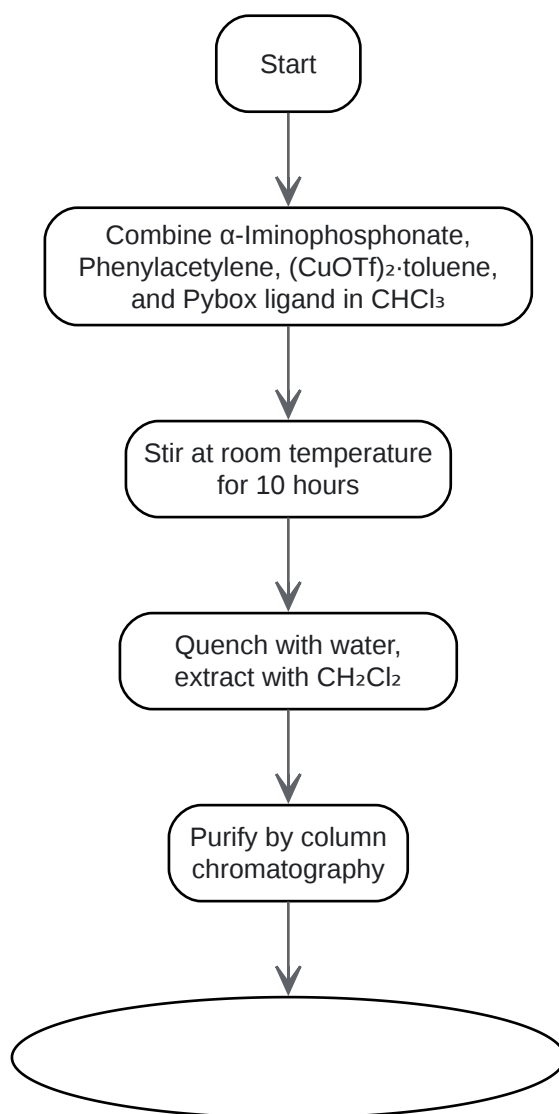 Start
Combine α-Iminophosphonate,
Phenylacetylene, (CuOTf)₂·toluene,
and Pybox ligand in CHCl₃
Stir at room temperature
for 10 hours
Quench with water,
extract with CH₂Cl₂
Purify by column
chromatography